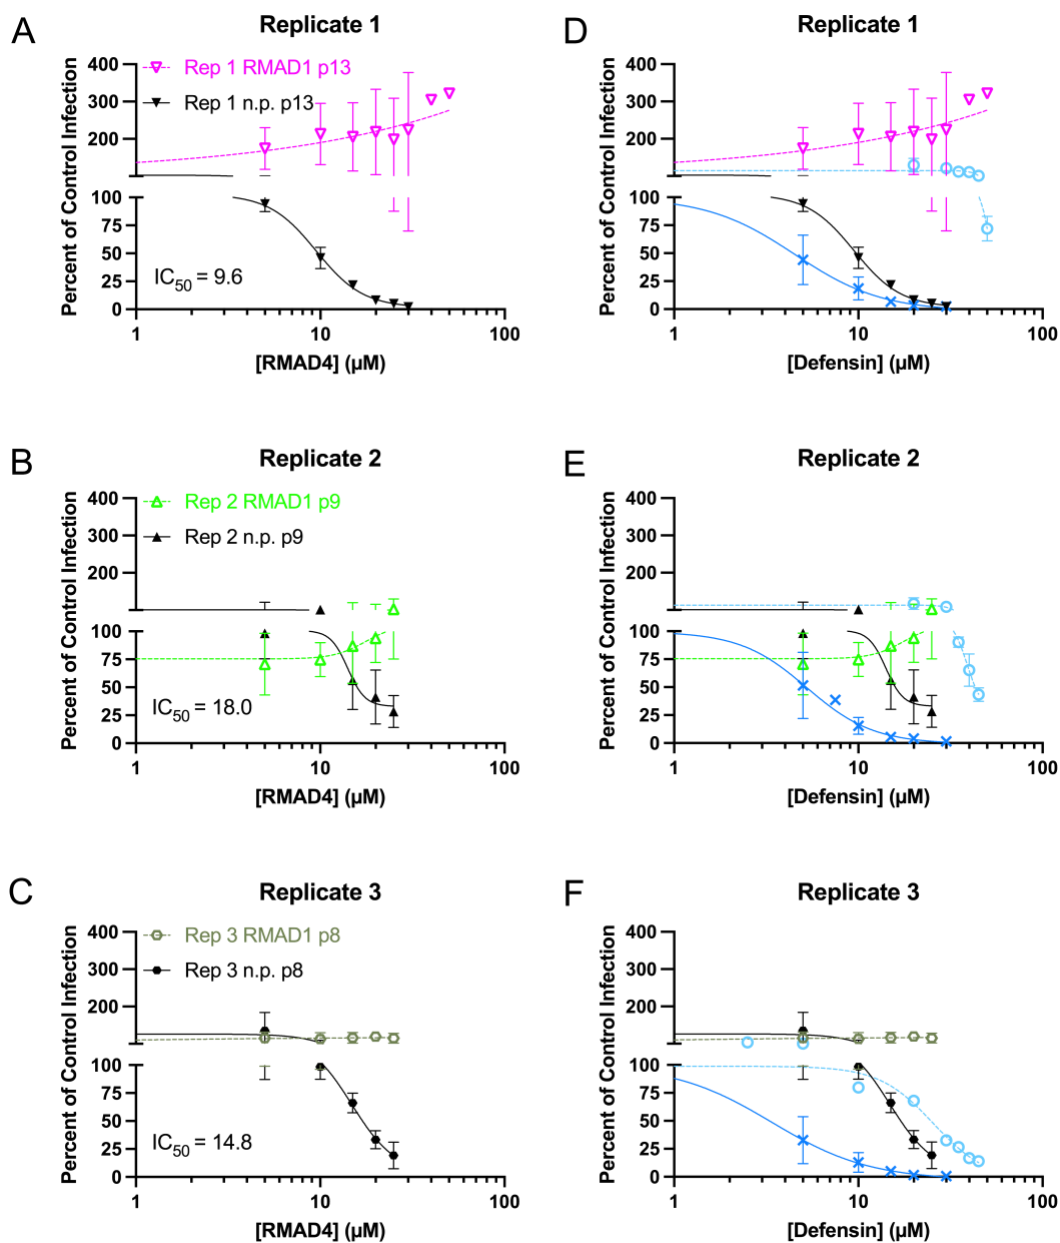 A
Replicate 1
Percent of Control Infection
400
300
200
100
75
50
25
0
Rep 1 RMAD1 p13
Rep 1 n.p. p13
IC50 = 9.6
1
10
100
[RMAD4] (µM)
D
Replicate 1
Percent of Control Infection
400
300
200
100
75
50
25
0
1
10
100
[Defensin] (µM)
B
Replicate 2
Percent of Control Infection
400
300
200
100
75
50
25
0
Rep 2 RMAD1 p9
Rep 2 n.p. p9
IC50 = 18.0
1
10
100
[RMAD4] (µM)
E
Replicate 2
Percent of Control Infection
400
300
200
100
75
50
25
0
1
10
100
[Defensin] (µM)
C
Replicate 3
Percent of Control Infection
400
300
200
100
75
50
25
0
Rep 3 RMAD1 p8
Rep 3 n.p. p8
IC50 = 14.8
1
10
100
[RMAD4] (µM)
F
Replicate 3
Percent of Control Infection
400
300
200
100
75
50
25
0
1
10
100
[Defensin] (µM)